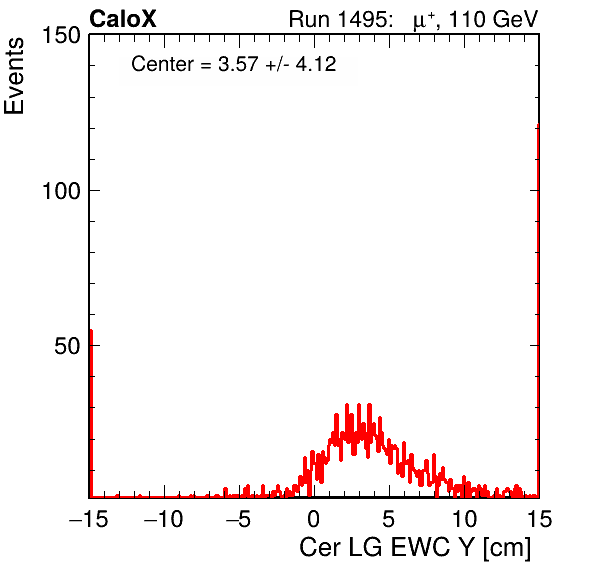 CaloX Run 1495: μ⁺, 110 GeV
Center = 3.57 +/- 4.12
Events
150
100
50
−15 −10 −5 0 5 10 15
Cer LG EWC Y [cm]